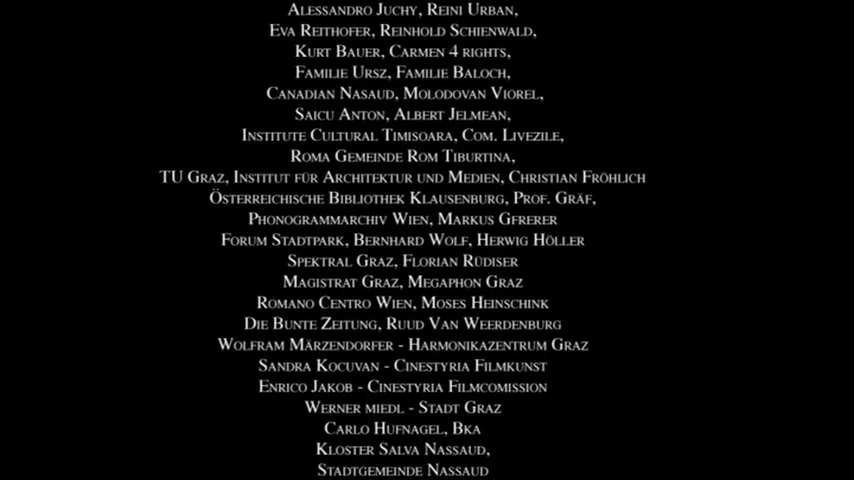 Alessandro Juchy, Reini Urban,
Eva Reithofer, Reinhold Schienwald,
Kurt Bauer, Carmen 4 rights,
Familie Ursz, Familie Baloch,
Canadian Nasaud, Molodovan Viorel,
Saicu Anton, Albert Jelmean,
Institute Cultural Timisoara, Com. Livezile,
Roma Gemeinde Rom Tiburtina,
TU Graz, Institut für Architektur und Medien, Christian Fröhlich
Österreichische Bibliothek Klausenburg, Prof. Gräf,
Phonogrammarchiv Wien, Markus Gfrerer
Forum Stadtpark, Bernhard Wolf, Herwig Höller
Spektral Graz, Florian Rüdiser
Magistrat Graz, Megaphon Graz
Romano Centro Wien, Moses Heinschink
Die Bunte Zeitung, Ruud Van Weerdenburg
Wolfram Märzendorfer - Harmonikazentrum Graz
Sandra Kocuvan - Cinestyria Filmkunst
Enrico Jakob - Cinestyria Filmcomission
Werner miedl - Stadt Graz
Carlo Hufnagel, Bka
Kloster Salva Nassaud,
Stadtgemeinde Nassaud